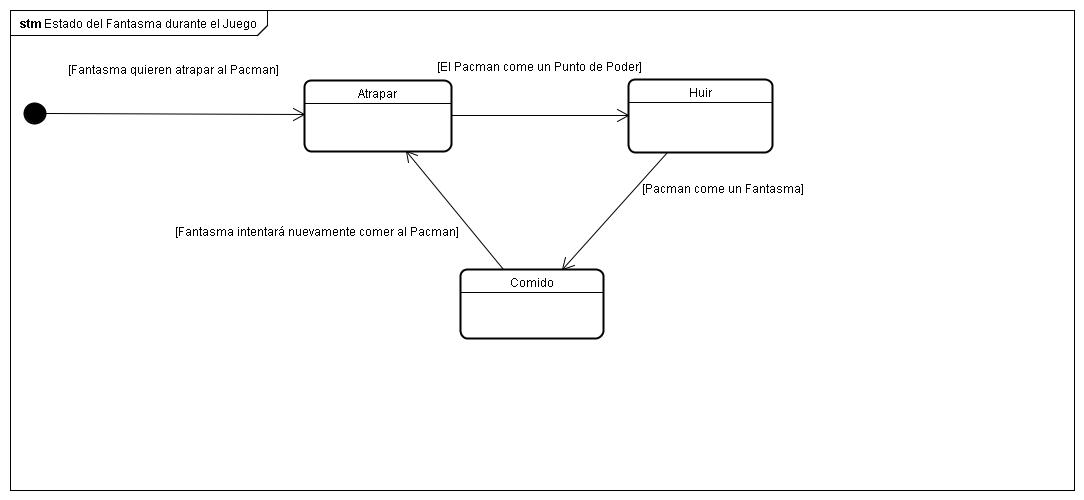 stm Estado del Fantasma durante el Juego
[Fantasma quieren atrapar al Pacman]
[El Pacman come un Punto de Poder]
Atrapar
Huir
[Pacman come un Fantasma]
[Fantasma intentará nuevamente comer al Pacman]
Comido